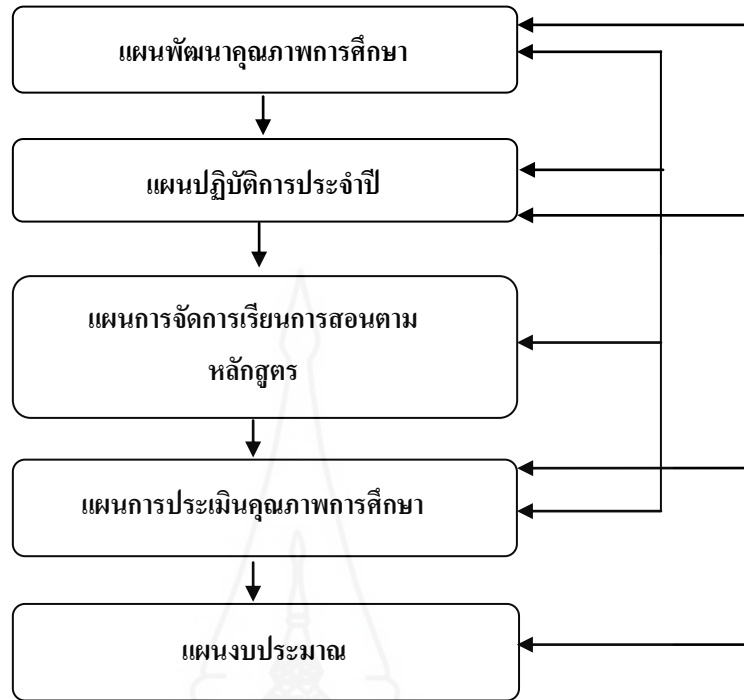 แผนพัฒนาคุณภาพการศึกษา
แผนปฏิบัติการประจำปี
แผนการจัดการเรียนการสอนตาม
หลักสูตร
แผนการประเมินคุณภาพการศึกษา
แผนงบประมาณ